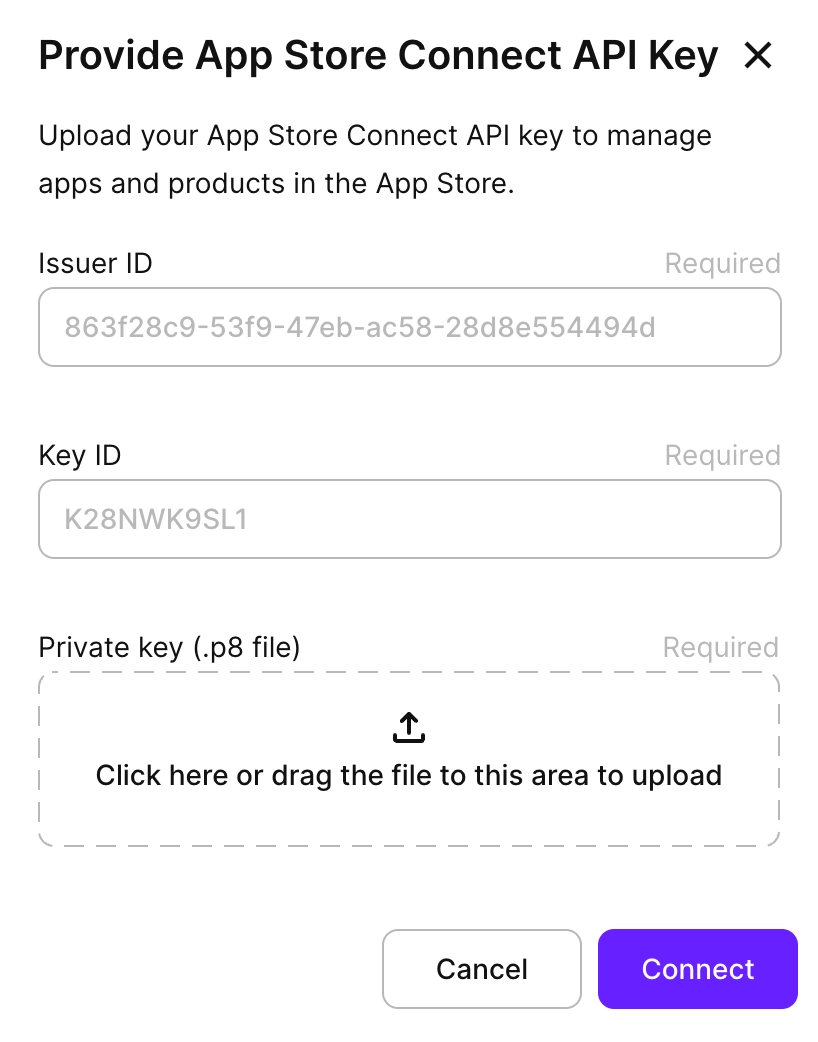 Provide App Store Connect API Key
Upload your App Store Connect API key to manage
apps and products in the App Store.
Issuer ID Required
863f28c9-53f9-47eb-ac58-28d8e554494d
Key ID Required
K28NWK9SL1
Private key (.p8 file) Required
Click here or drag the file to this area to upload
Cancel Connect